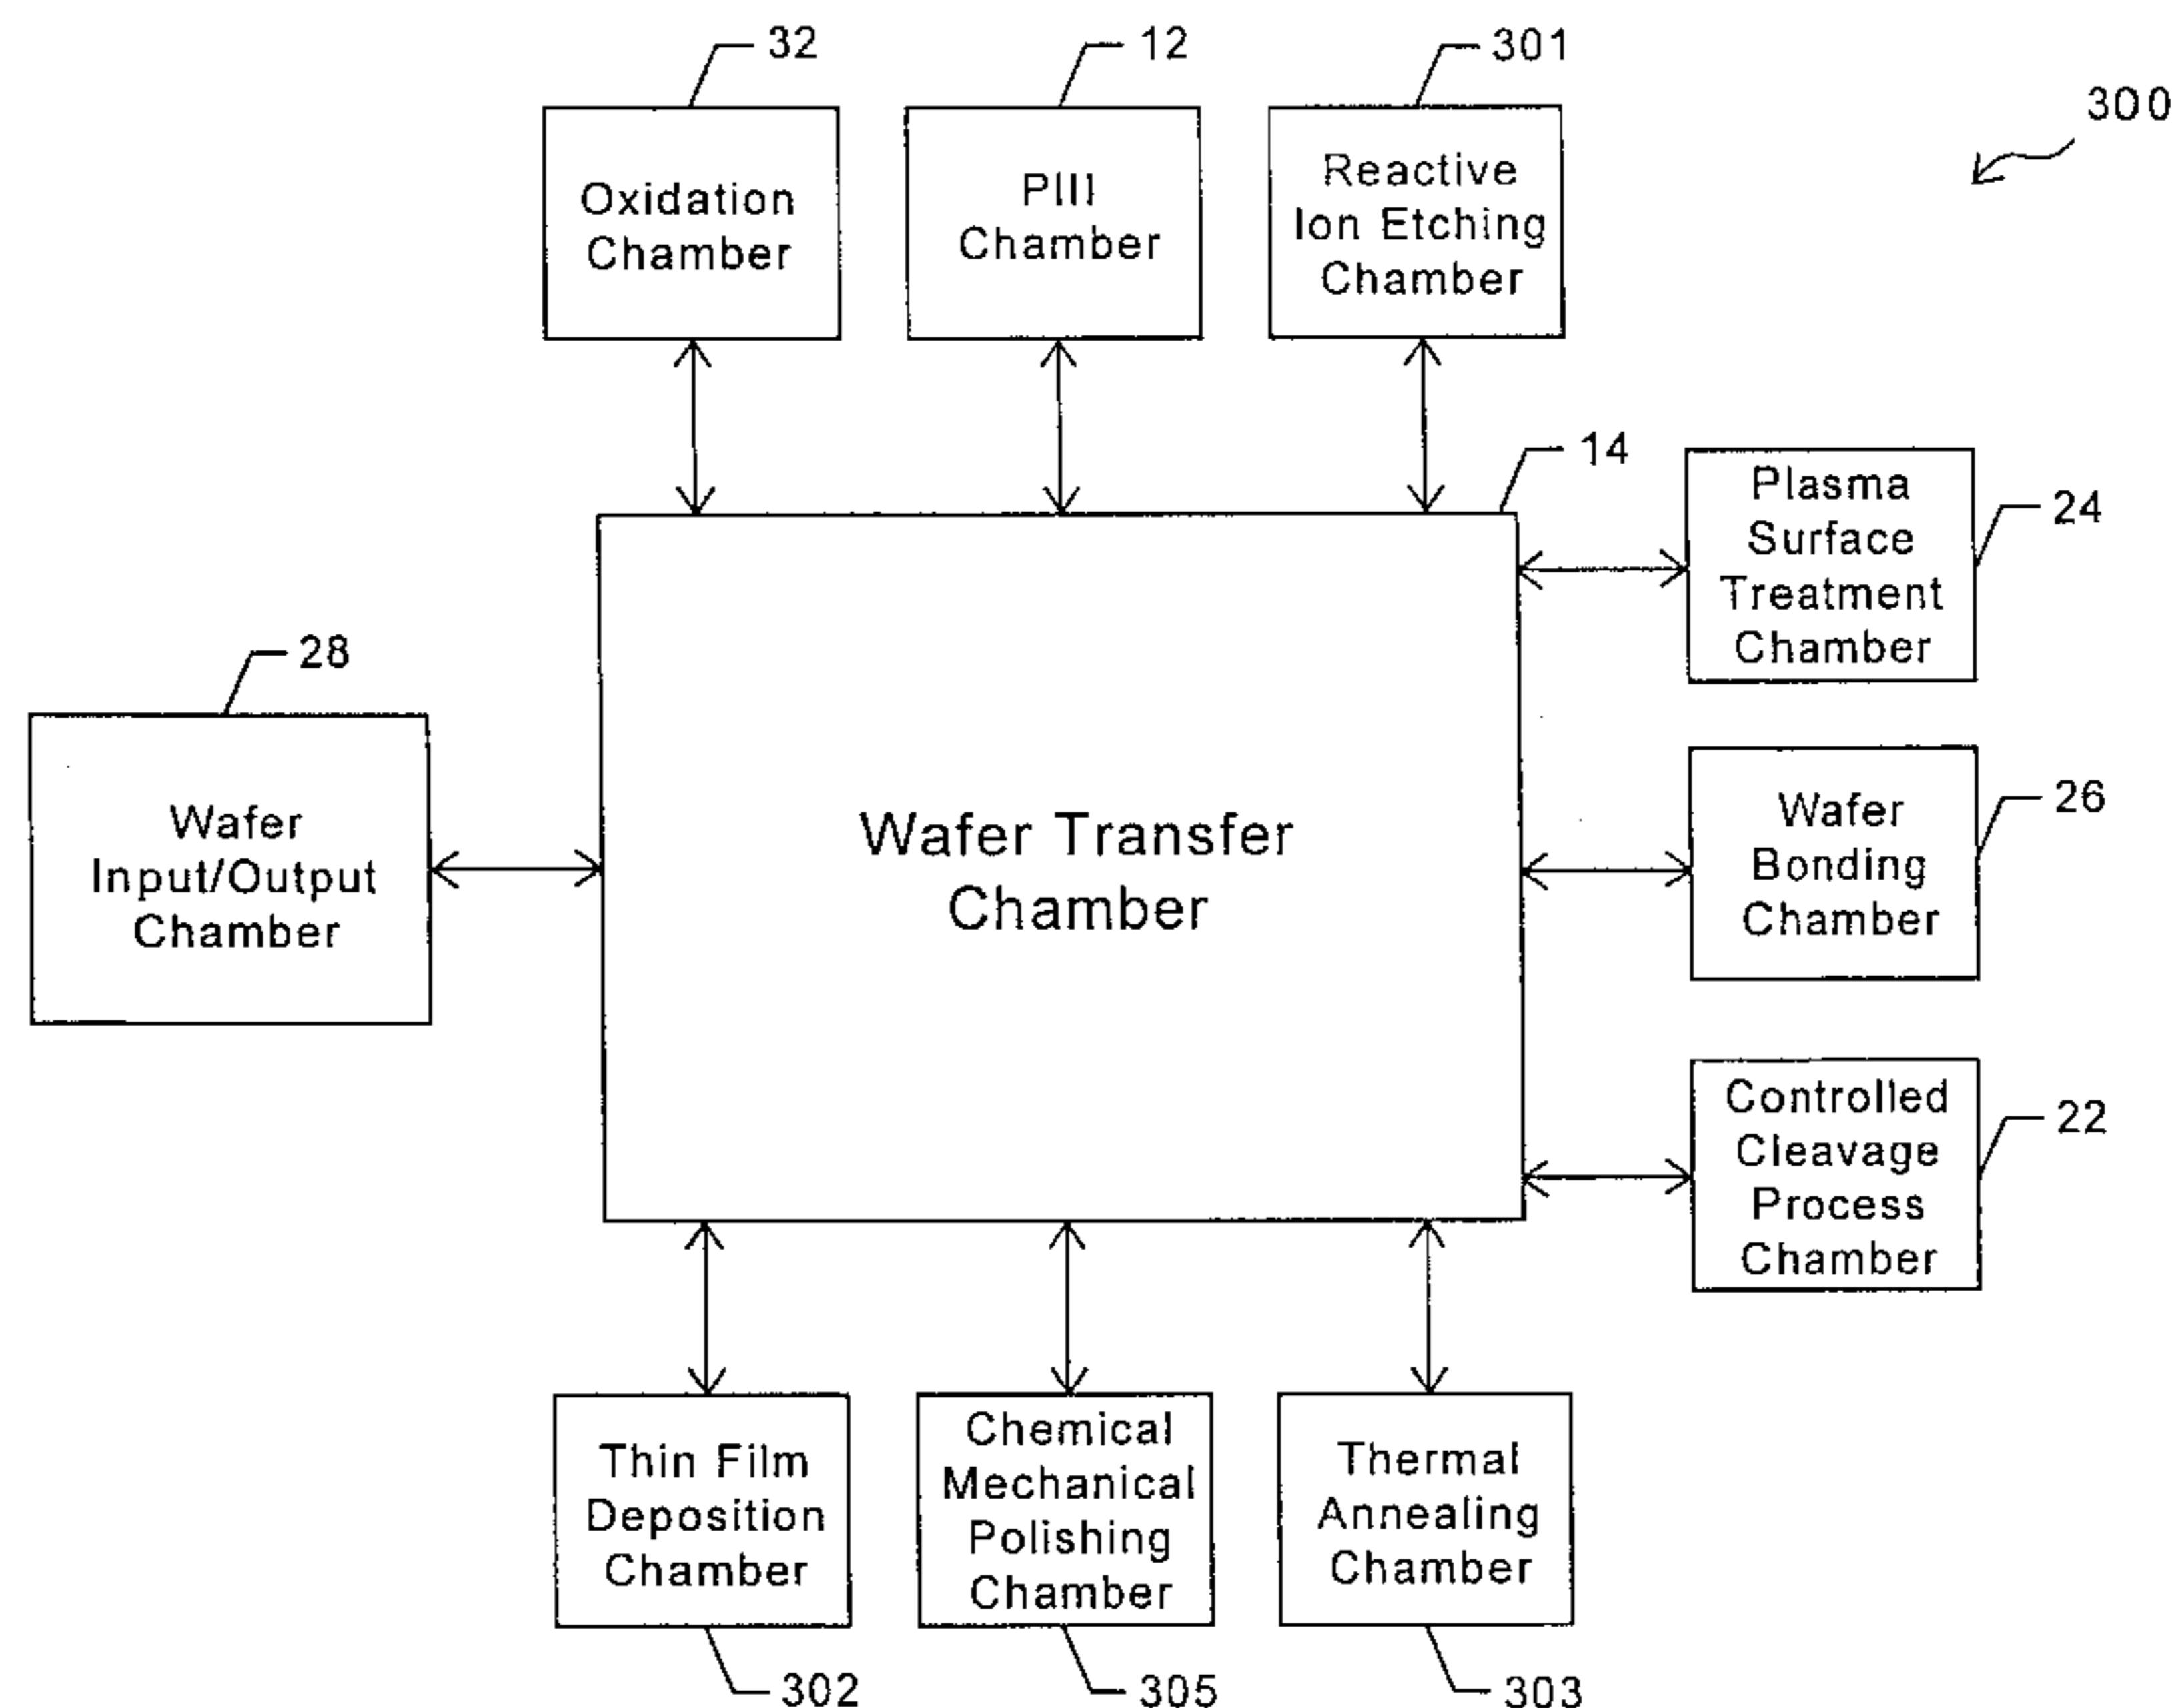 32
12
301
300
Oxidation
Chamber
PIII
Chamber
Reactive
Ion Etching
Chamber
14
Plasma
Surface
Treatment
Chamber
24
28
Wafer
Input/Output
Chamber
Wafer Transfer
Chamber
Wafer
Bonding
Chamber
26
Controlled
Cleavage
Process
Chamber
22
Thin Film
Deposition
Chamber
Chemical
Mechanical
Polishing
Chamber
Thermal
Annealing
Chamber
302
305
303